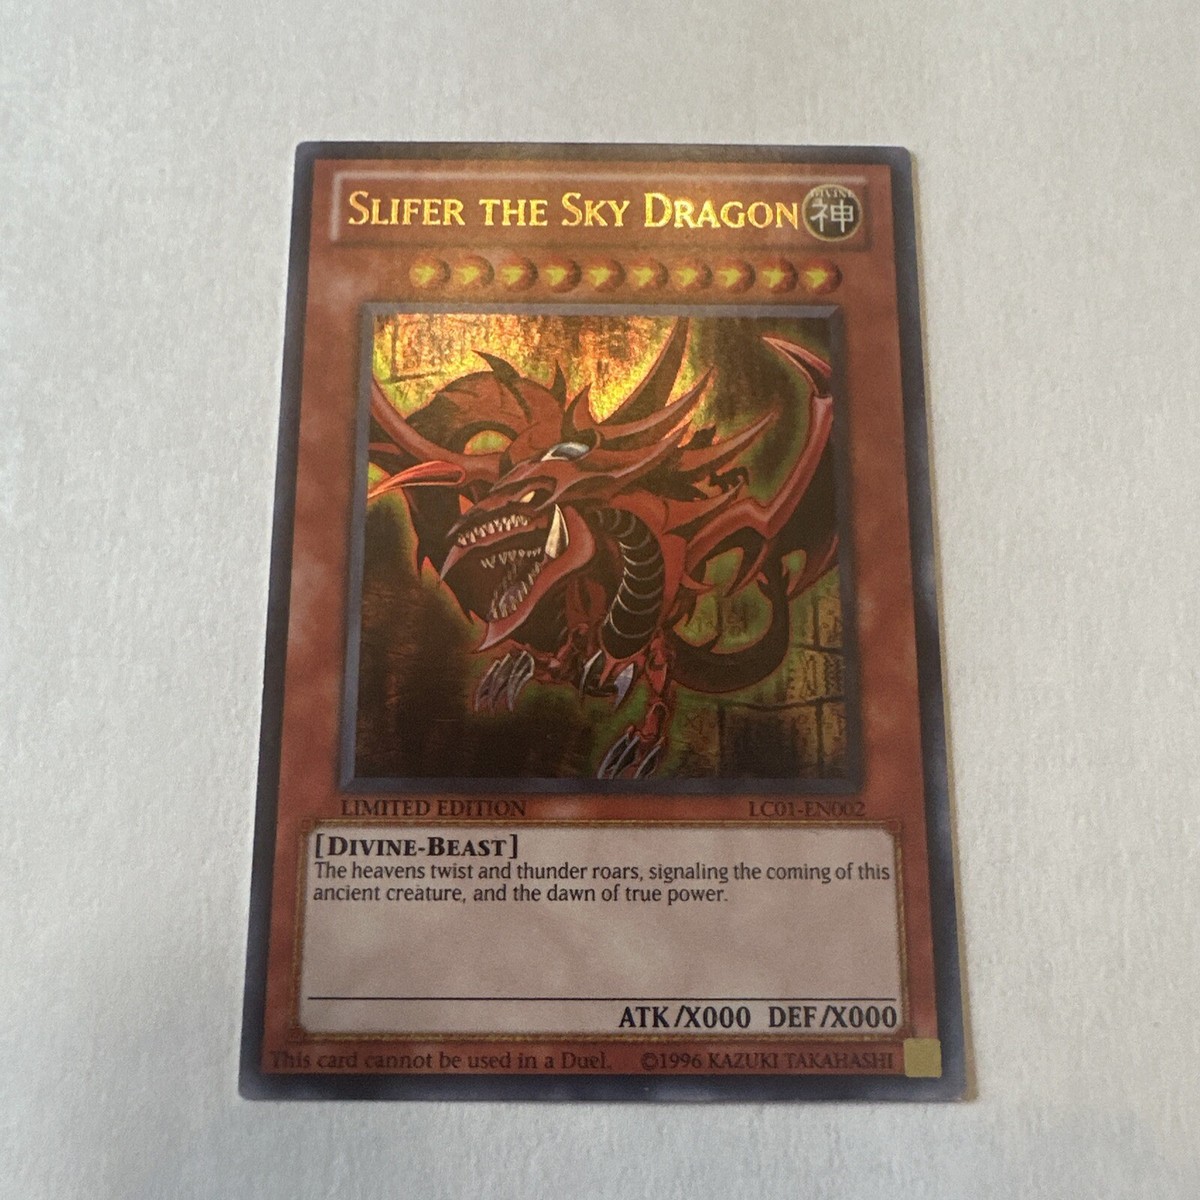 SLIFER THE SKY DRAGON
DIVINE
神
LIMITED EDITION
LC01-EN002
[DIVINE-BEAST]
The heavens twist and thunder roars, signaling the coming of this
ancient creature, and the dawn of true power.
ATK/X000 DEF/X000
This card cannot be used in a Duel. ©1996 KAZUKI TAKAHASHI